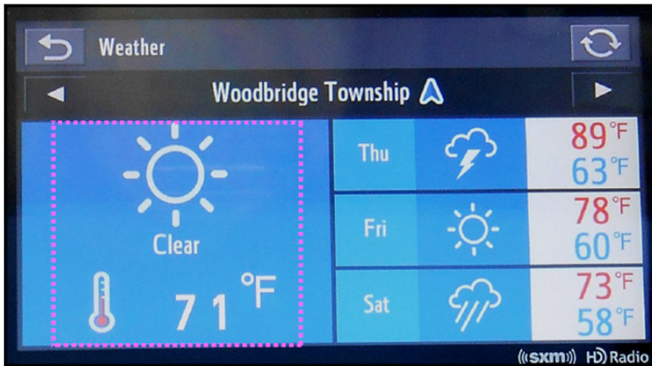 Weather
Woodbridge Township
Clear
71 °F
Thu
89°F
63°F
Fri
78°F
60°F
Sat
73°F
58°F
((sxm)) HD Radio